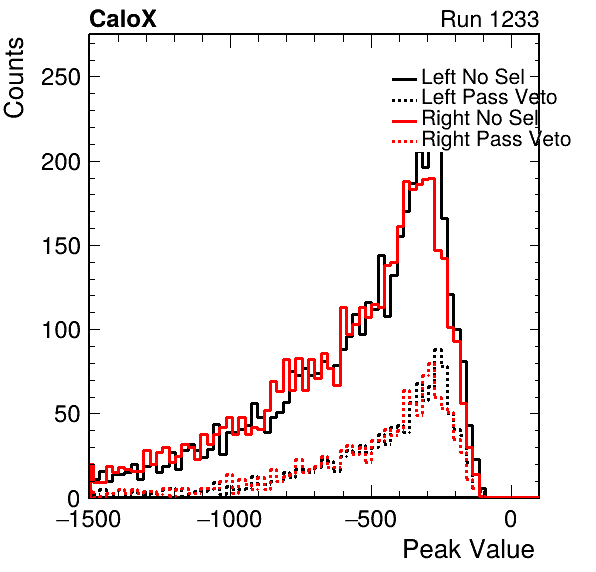 CaloX Run 1233
Counts
250
200
150
100
50
0
Left No Sel
Left Pass Veto
Right No Sel
Right Pass Veto
−1500 −1000 −500 0
Peak Value